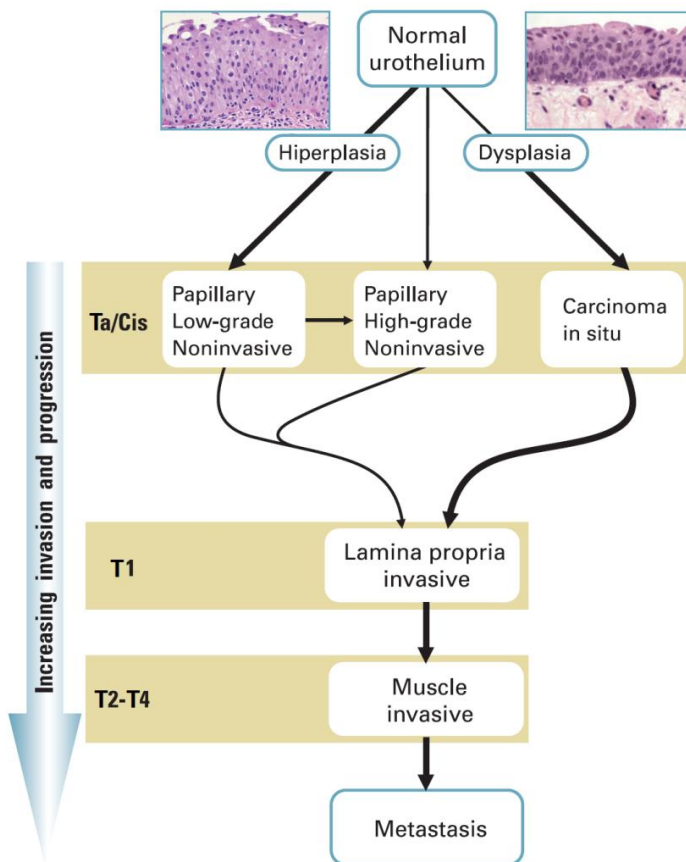 Normal
urothelium
Hiperplasia
Dysplasia
Ta/Cis
Papillary
Low-grade
Noninvasive
Papillary
High-grade
Noninvasive
Carcinoma
in situ
Increasing invasion and progression
T1
Lamina propria
invasive
T2-T4
Muscle
invasive
Metastasis